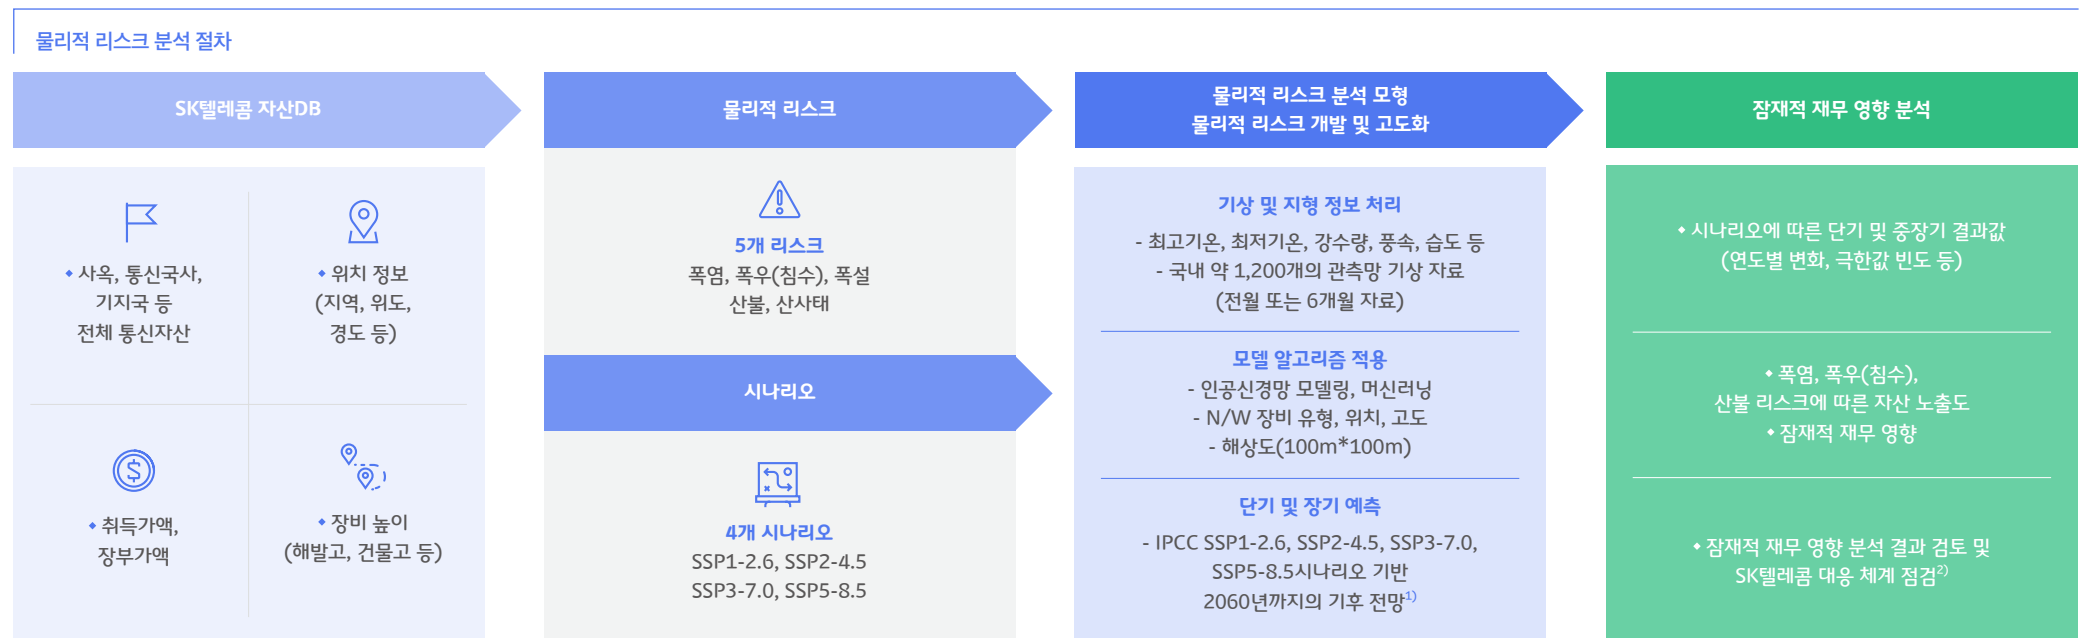 물리적 리스크 분석 절차
SK텔레콤 자산DB
◆ 사옥, 통신국사,
기지국 등
전체 통신자산
◆ 위치 정보
(지역, 위도,
경도 등)
◆ 취득가액,
장부가액
◆ 장비 높이
(해발고, 건물고 등)
물리적 리스크
5개 리스크
폭염, 폭우(침수), 폭설
산불, 산사태
시나리오
4개 시나리오
SSP1-2.6, SSP2-4.5
SSP3-7.0, SSP5-8.5
물리적 리스크 분석 모형
물리적 리스크 개발 및 고도화
기상 및 지형 정보 처리
- 최고기온, 최저기온, 강수량, 풍속, 습도 등
- 국내 약 1,200개의 관측망 기상 자료
(전월 또는 6개월 자료)
모델 알고리즘 적용
- 인공신경망 모델링, 머신러닝
- N/W 장비 유형, 위치, 고도
- 해상도(100m*100m)
단기 및 장기 예측
- IPCC SSP1-2.6, SSP2-4.5, SSP3-7.0,
SSP5-8.5시나리오 기반
2060년까지의 기후 전망1)
잠재적 재무 영향 분석
◆ 시나리오에 따른 단기 및 중장기 결과값
(연도별 변화, 극한값 빈도 등)
◆ 폭염, 폭우(침수),
산불 리스크에 따른 자산 노출도
◆ 잠재적 재무 영향
◆ 잠재적 재무 영향 분석 결과 검토 및
SK텔레콤 대응 체계 점검2)